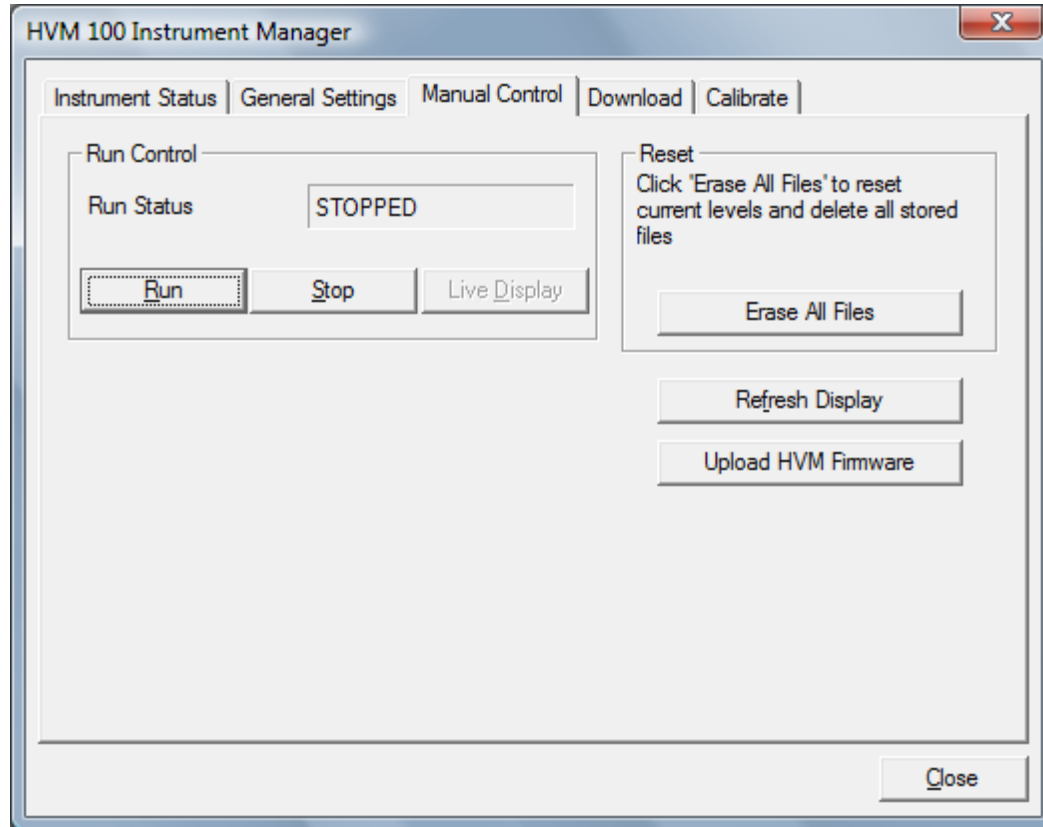 HVM 100 Instrument Manager
Instrument Status General Settings Manual Control Download Calibrate
Run Control
Run Status STOPPED
Run Stop Live Display
Reset
Click 'Erase All Files' to reset
current levels and delete all stored
files
Erase All Files
Refresh Display
Upload HVM Firmware
Close